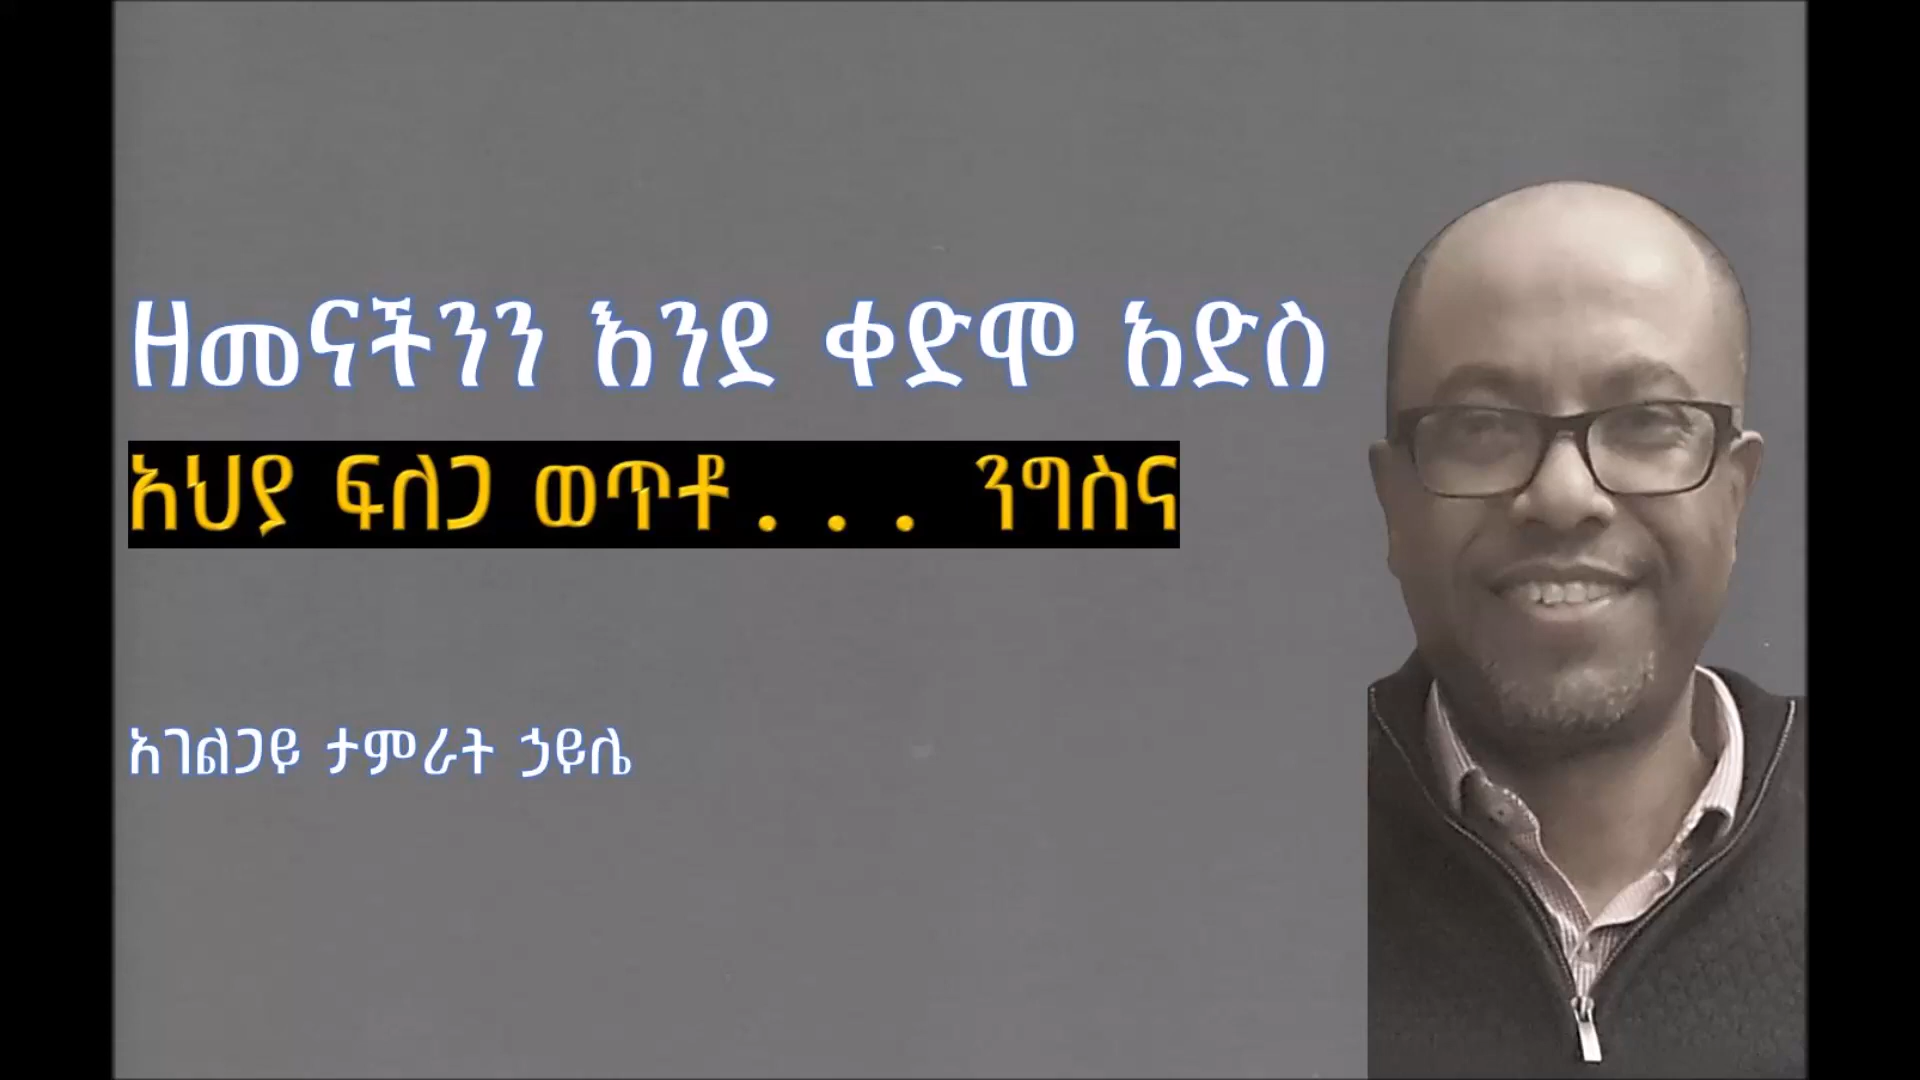 ዘመናችንን እንደ ቀድሞ አድስ
አህያ ፍለጋ ወጥቶ . . . ንግስና
አገልጋይ ታምራት ኃይሌ